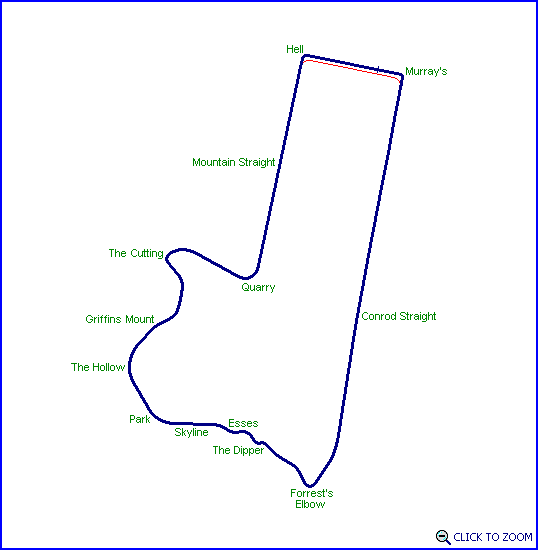 Hell
Murray's
Mountain Straight
The Cutting
Quarry
Griffins Mount
Conrod Straight
The Hollow
Park
Esses
Skyline
The Dipper
Forrest's
Elbow
CLICK TO ZOOM